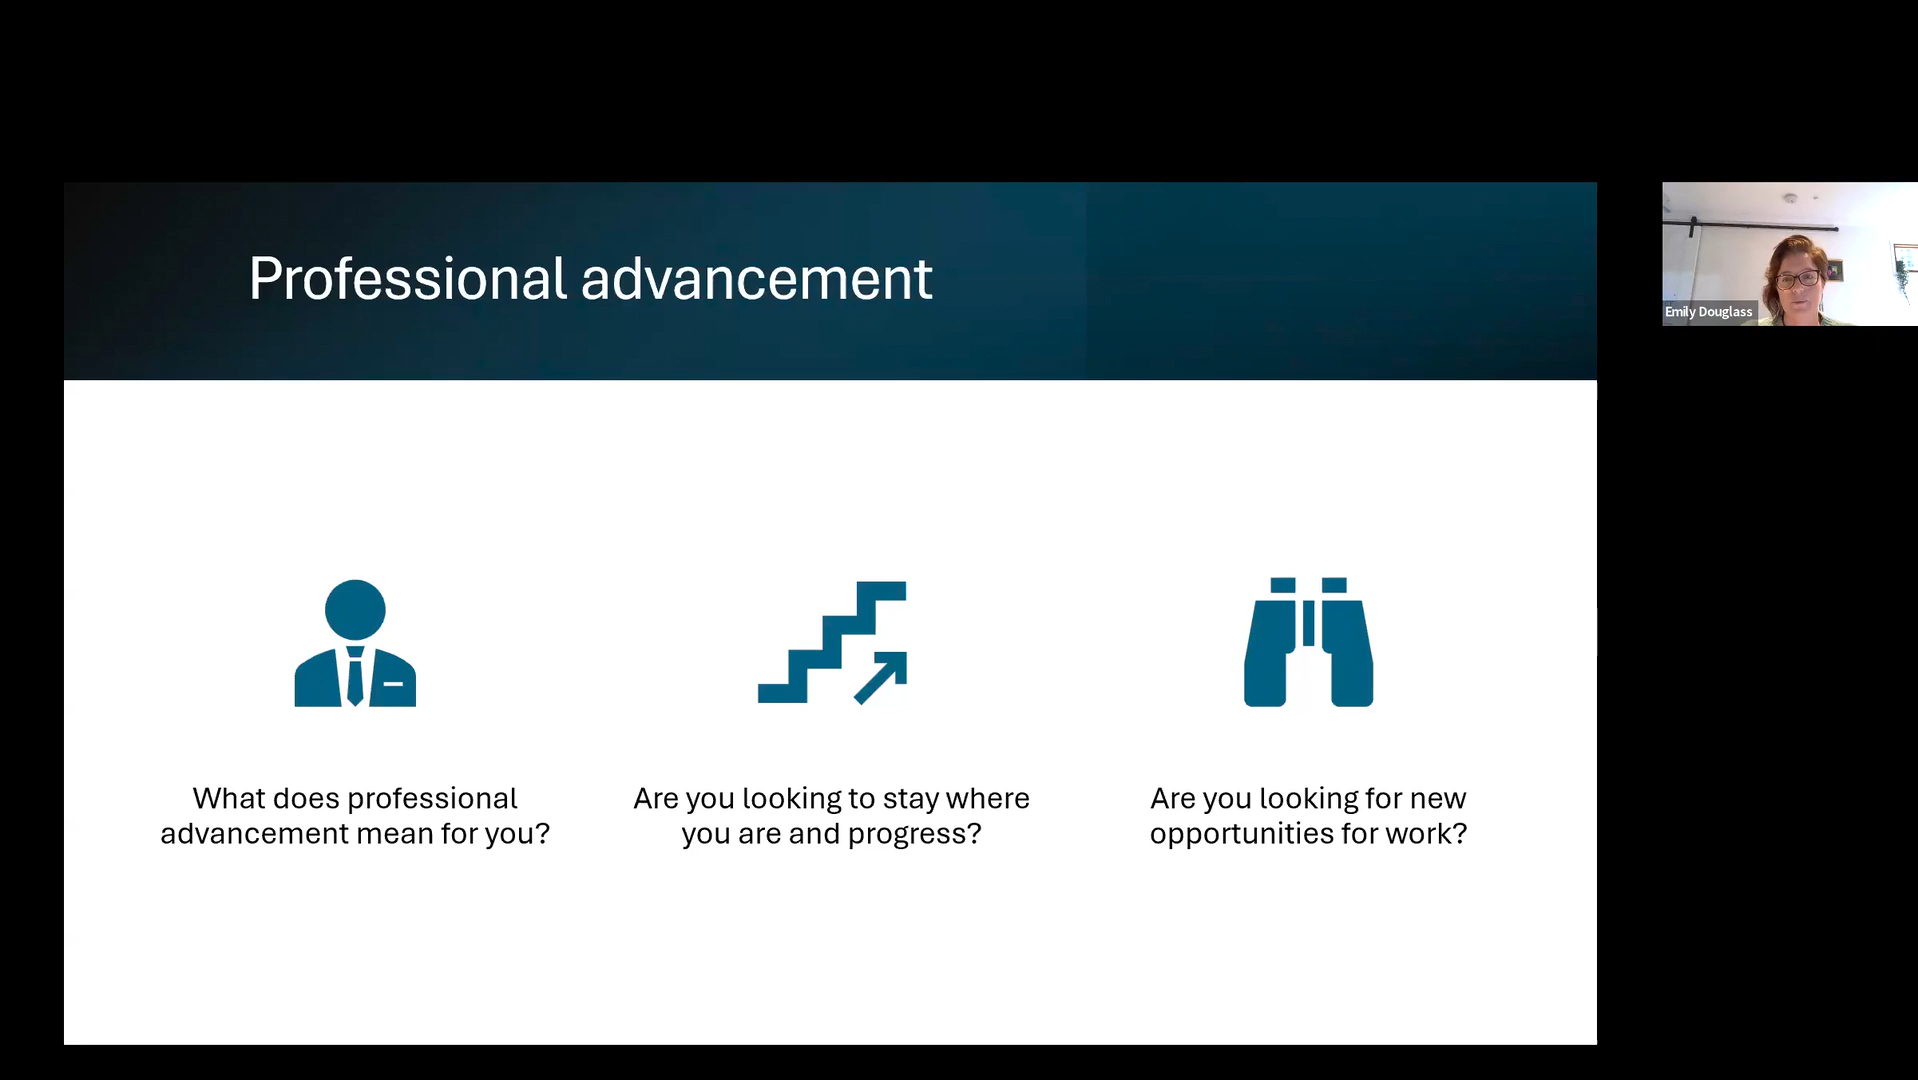 Professional advancement
Emily Douglass
What does professional
advancement mean for you?
Are you looking to stay where
you are and progress?
Are you looking for new
opportunities for work?